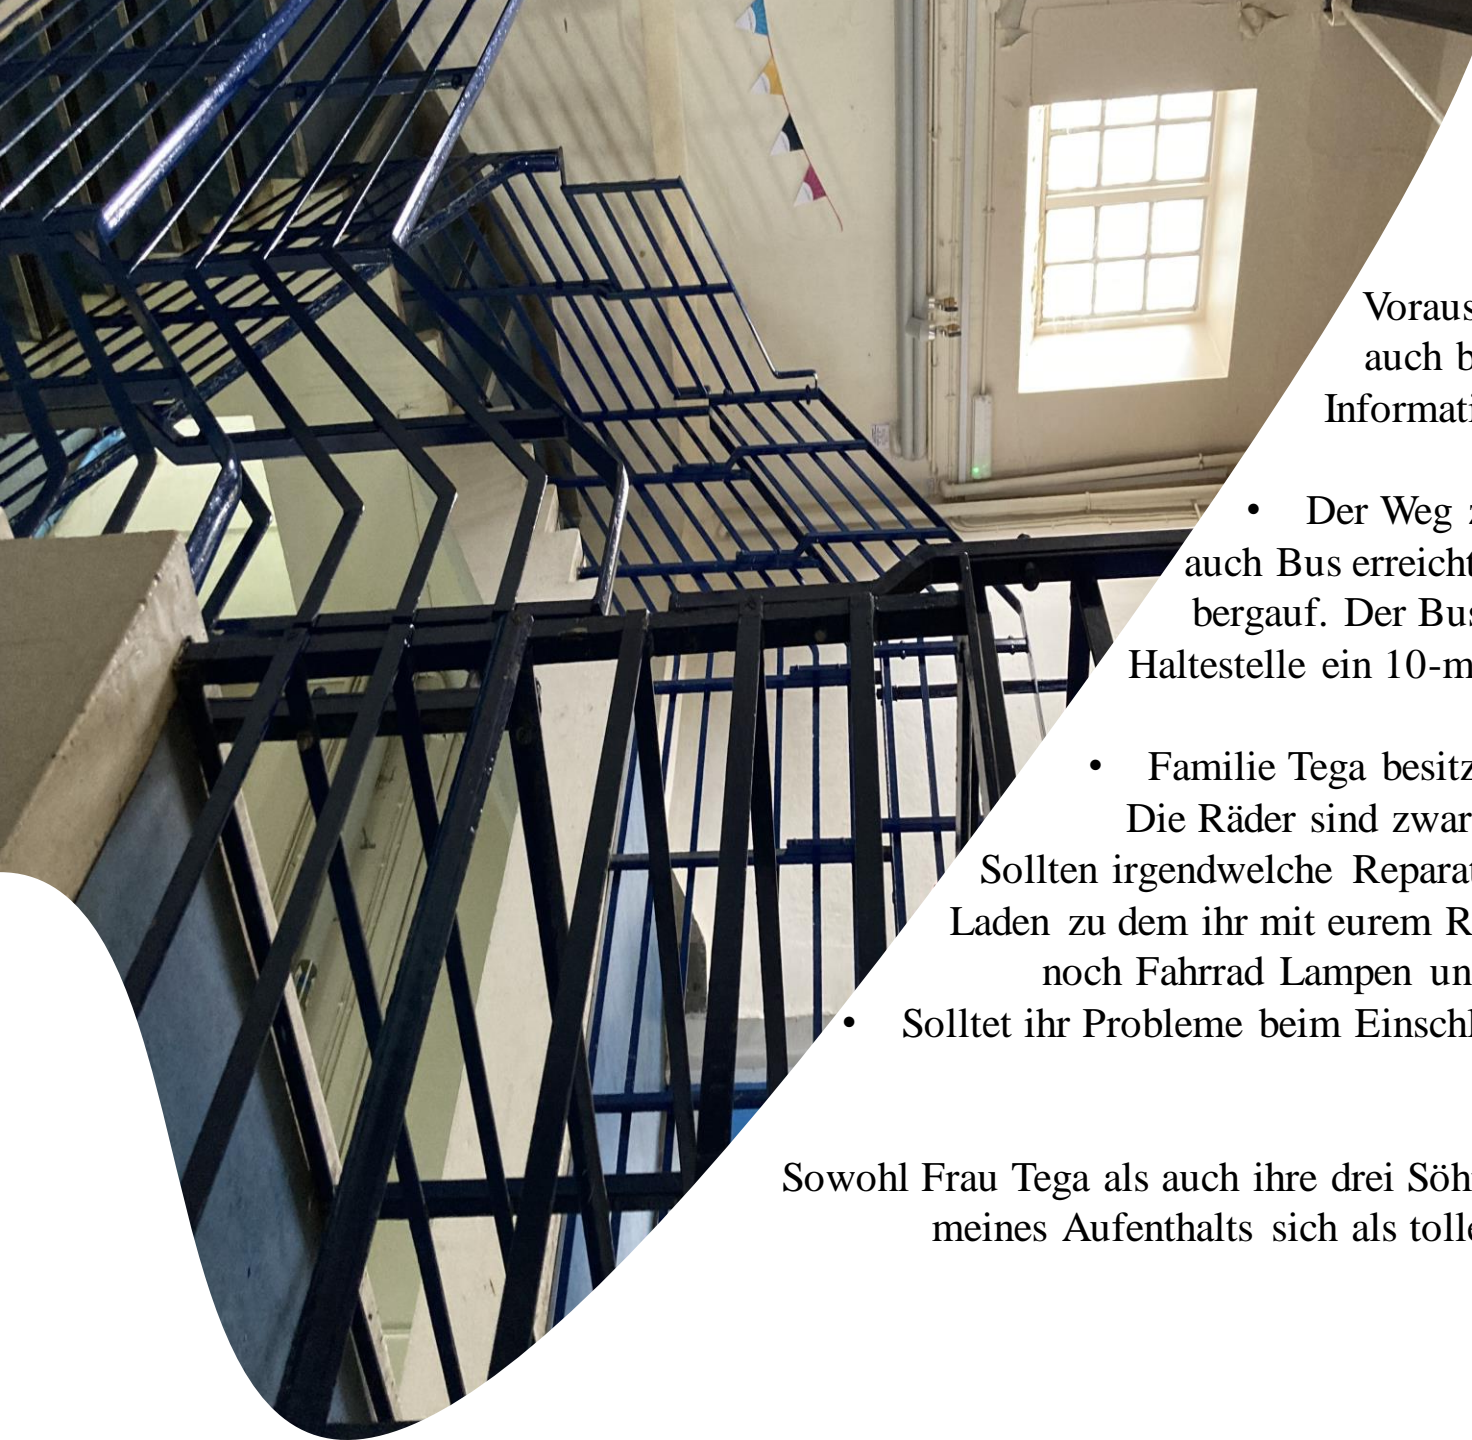 Voraus
auch b
Informati
• Der Weg z
auch Bus erreicht
bergauf. Der Bus
Haltestelle ein 10-m
• Familie Tega besitz
Die Räder sind zwar
Sollten irgendwelche Reparat
Laden zu dem ihr mit eurem R
noch Fahrrad Lampen un
• Solltet ihr Probleme beim Einschl
Sowohl Frau Tega als auch ihre drei Söh
meines Aufenthalts sich als tolle